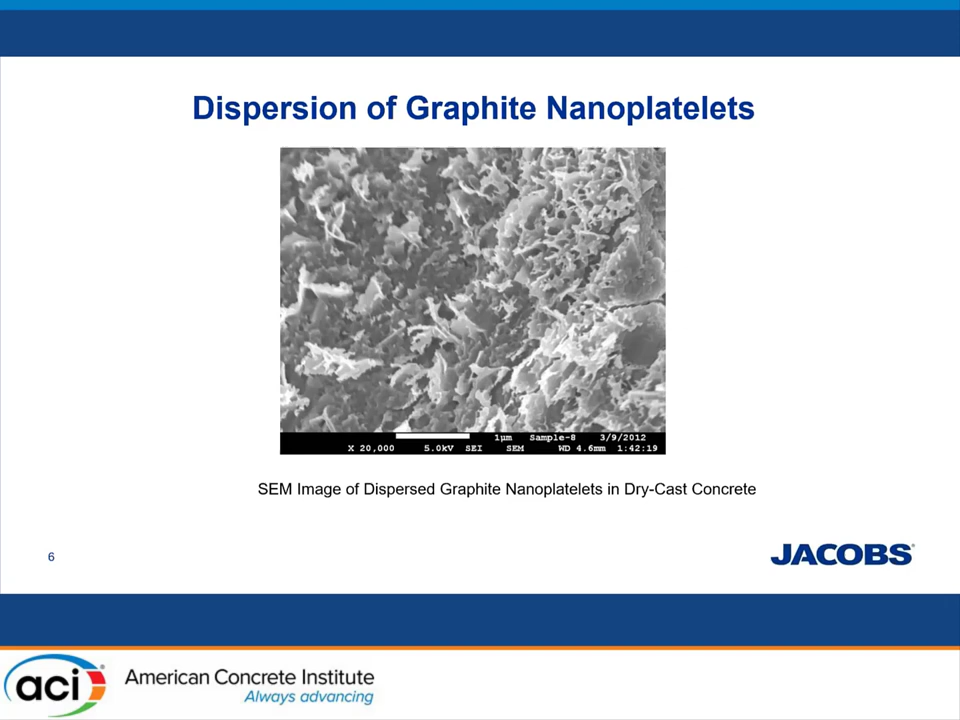 Dispersion of Graphite Nanoplatelets
1µm Sample-8 3/9/2012
X 20,000 5.0kV SEI SEM WD 4.6mm 1:42:19
SEM Image of Dispersed Graphite Nanoplatelets in Dry-Cast Concrete
6
JACOBS®
aci American Concrete Institute
Always advancing